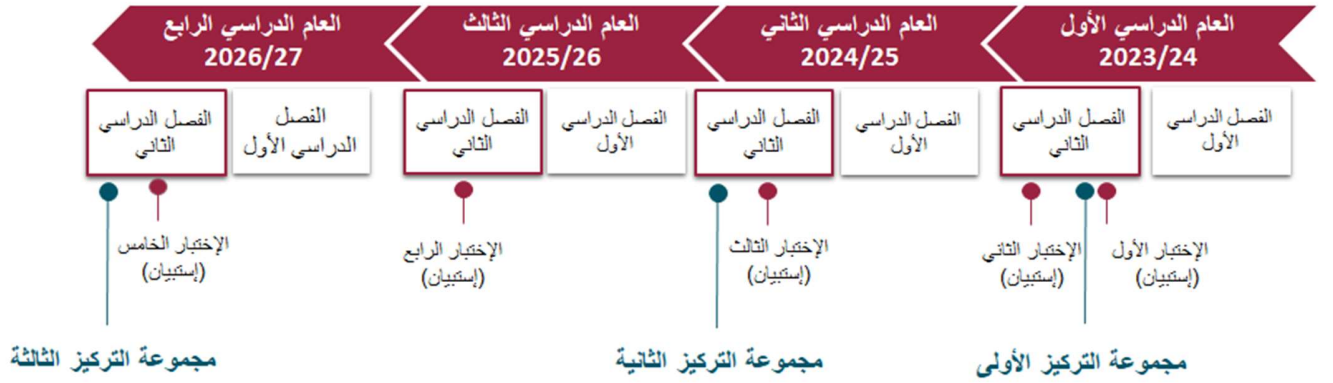 العام الدراسي الأول
2023/24
العام الدراسي الثاني
2024/25
العام الدراسي الثالث
2025/26
العام الدراسي الرابع
2026/27
الفصل الدراسي
الأول
الفصل الدراسي
الثاني
الفصل الدراسي
الأول
الفصل الدراسي
الثاني
الفصل الدراسي
الأول
الفصل الدراسي
الثاني
الفصل
الدراسي الأول
الفصل الدراسي
الثاني
الإختبار الأول
(إستبيان)
الإختبار الثاني
(إستبيان)
الإختبار الثالث
(إستبيان)
الإختبار الرابع
(إستبيان)
الإختبار الخامس
(إستبيان)
مجموعة التركيز الأولى
مجموعة التركيز الثانية
مجموعة التركيز الثالثة